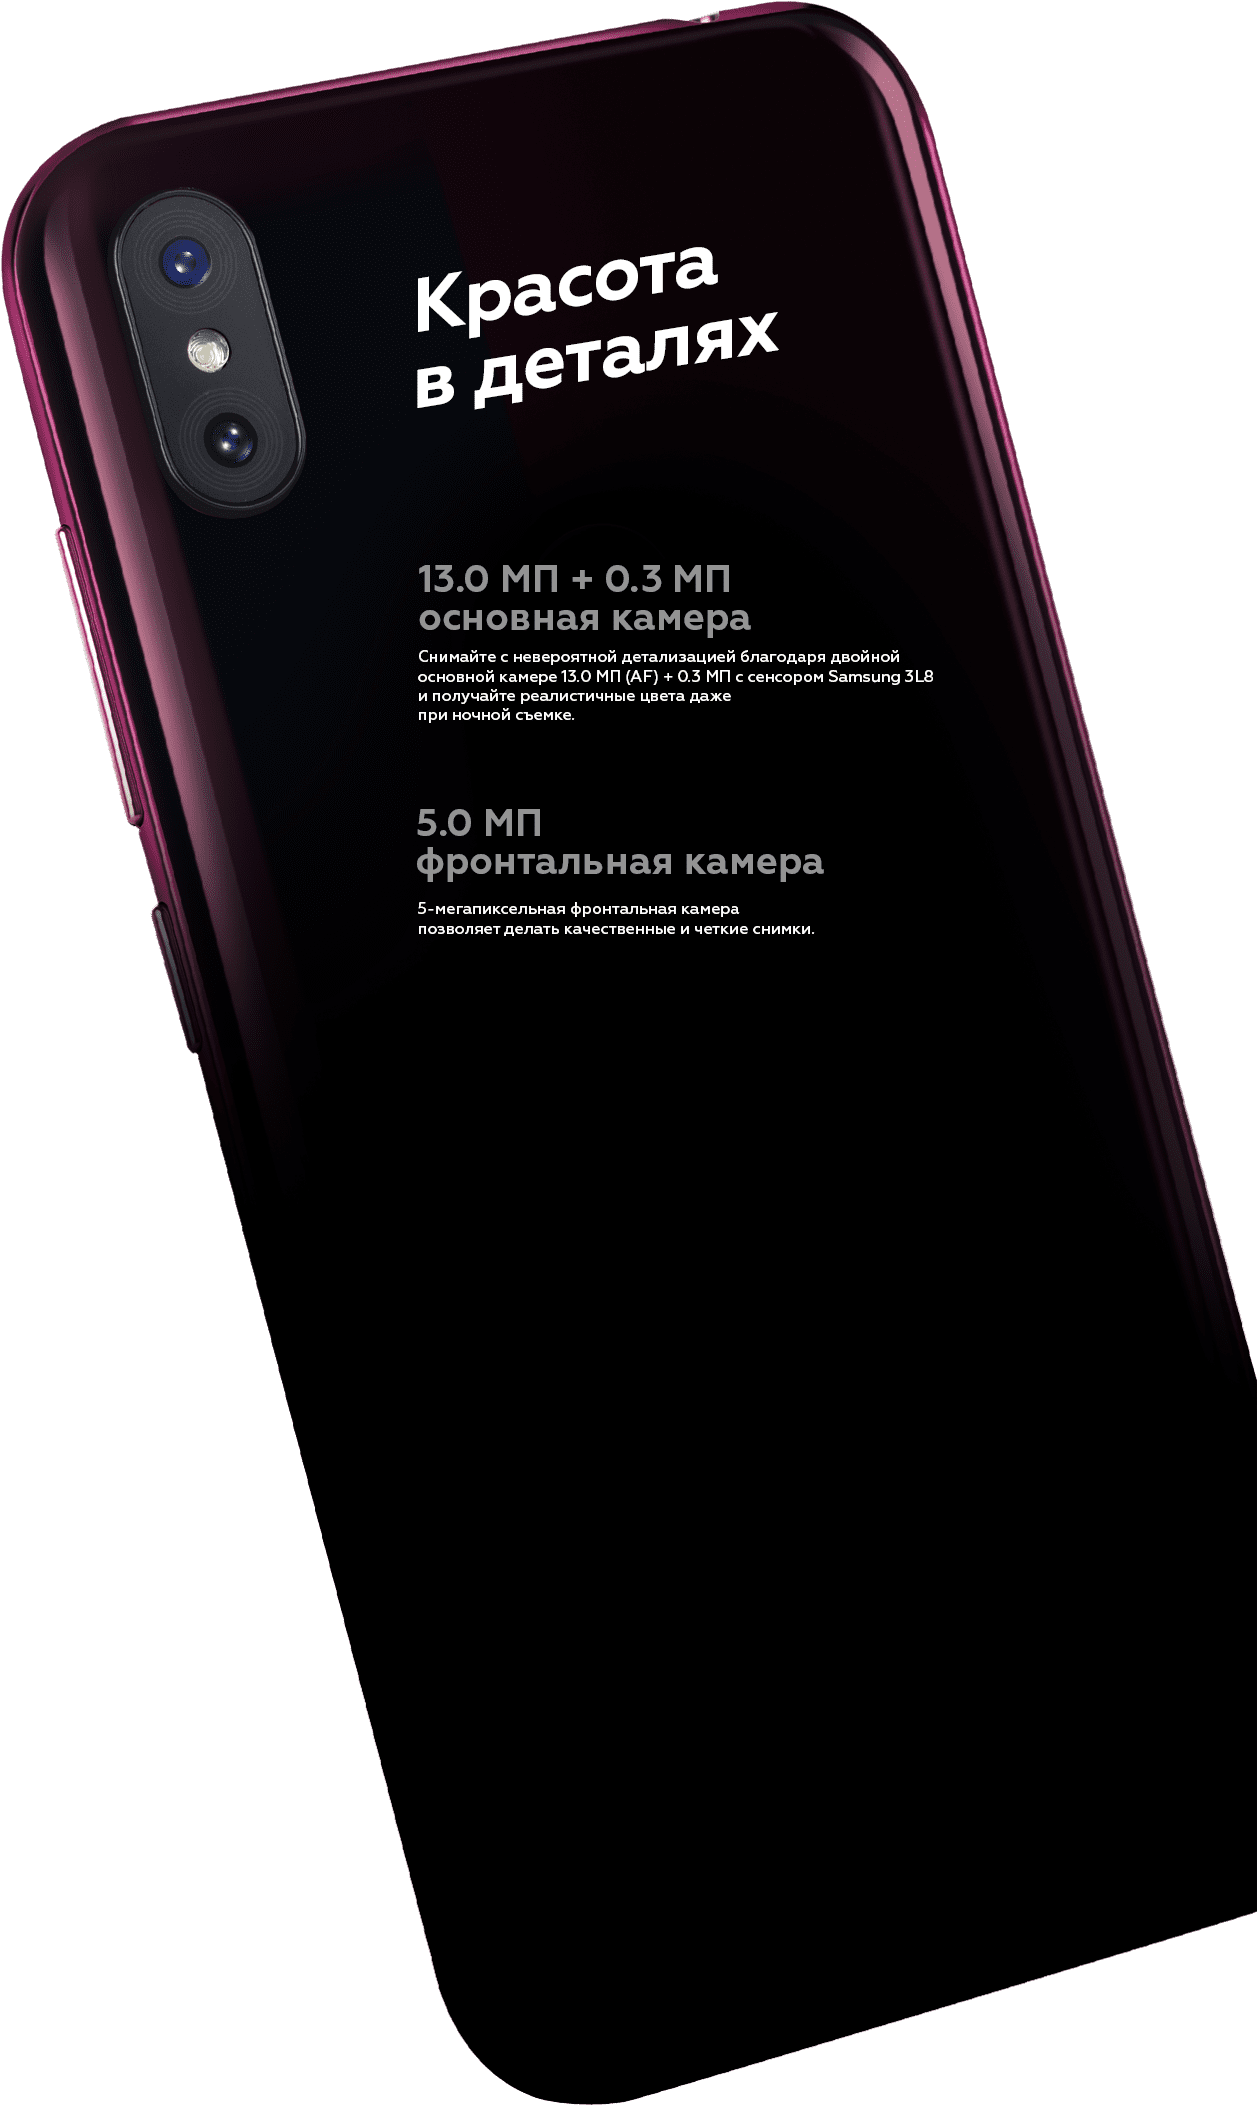 Красота
в деталях
13.0 МП + 0.3 МП
основная камера
Снимайте с невероятной детализацией благодаря двойной
основной камере 13.0 МП (AF) + 0.3 МП с сенсором Samsung 3L8
и получайте реалистичные цвета даже
при ночной съемке.
5.0 МП
фронтальная камера
5-мегапиксельная фронтальная камера
позволяет делать качественные и четкие снимки.